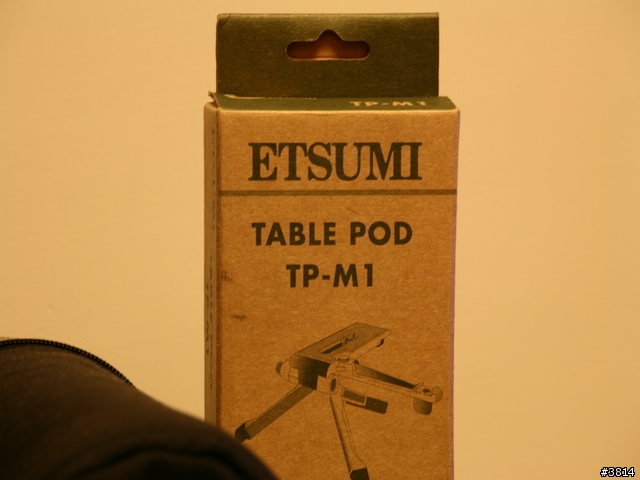 TP-M1
ETSUMI
TABLE POD
TP-M1
#3814